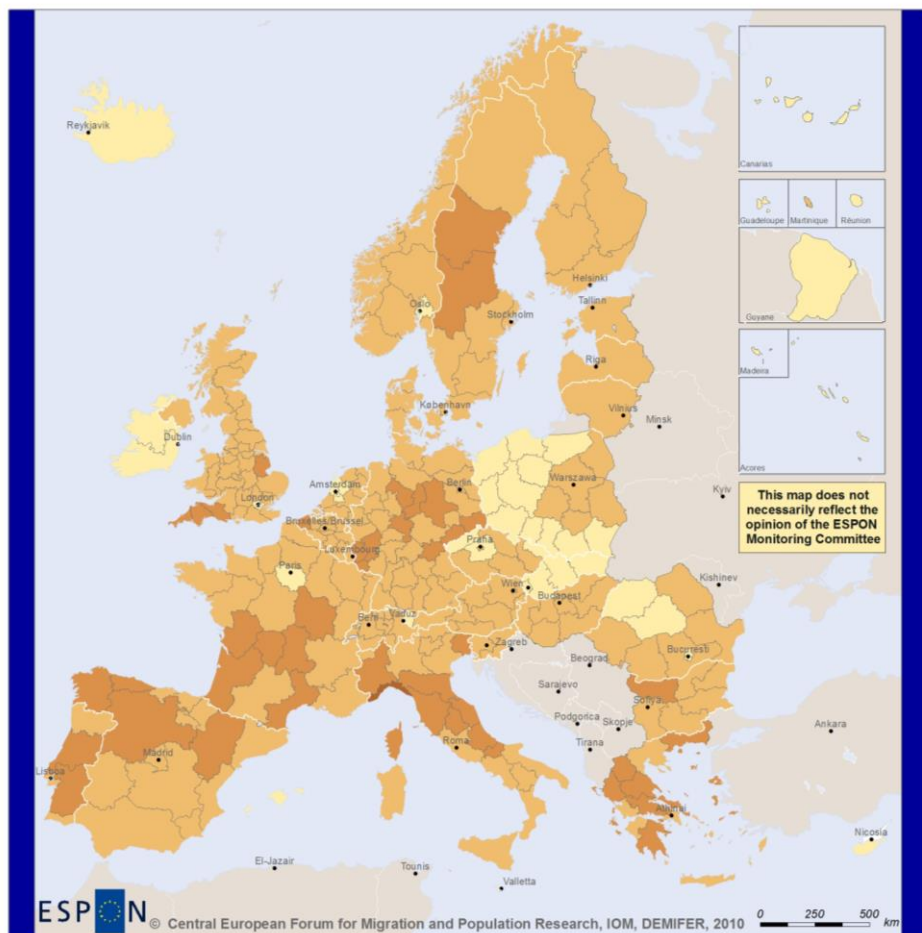 Reykjavik
Canarias
Guadeloupe
Martinique
Réunion
Guyane
Madeira
Acores
Oslo
Helsinki
Tallinn
Stockholm
Riga
København
Vilnius
Minsk
Dublin
Amsterdam
Berlin
Warszawa
London
Kyiv
This map does not
necessarily reflect the
opinion of the ESPON
Monitoring Committee
Bruxelles/Brussel
Praha
Luxembourg
Paris
Kishinev
Wien
Budapest
Bern
Vaduz
Zagreb
Bucuresti
Beograd
Sarajevo
Sofiya
Podgorica
Skopje
Ankara
Tirana
Roma
Madrid
Lisboa
Athinai
Nicosia
El-Jazair
Tounis
Valletta
ESPON
© Central European Forum for Migration and Population Research, IOM, DEMIFER, 2010
0 250 500
km